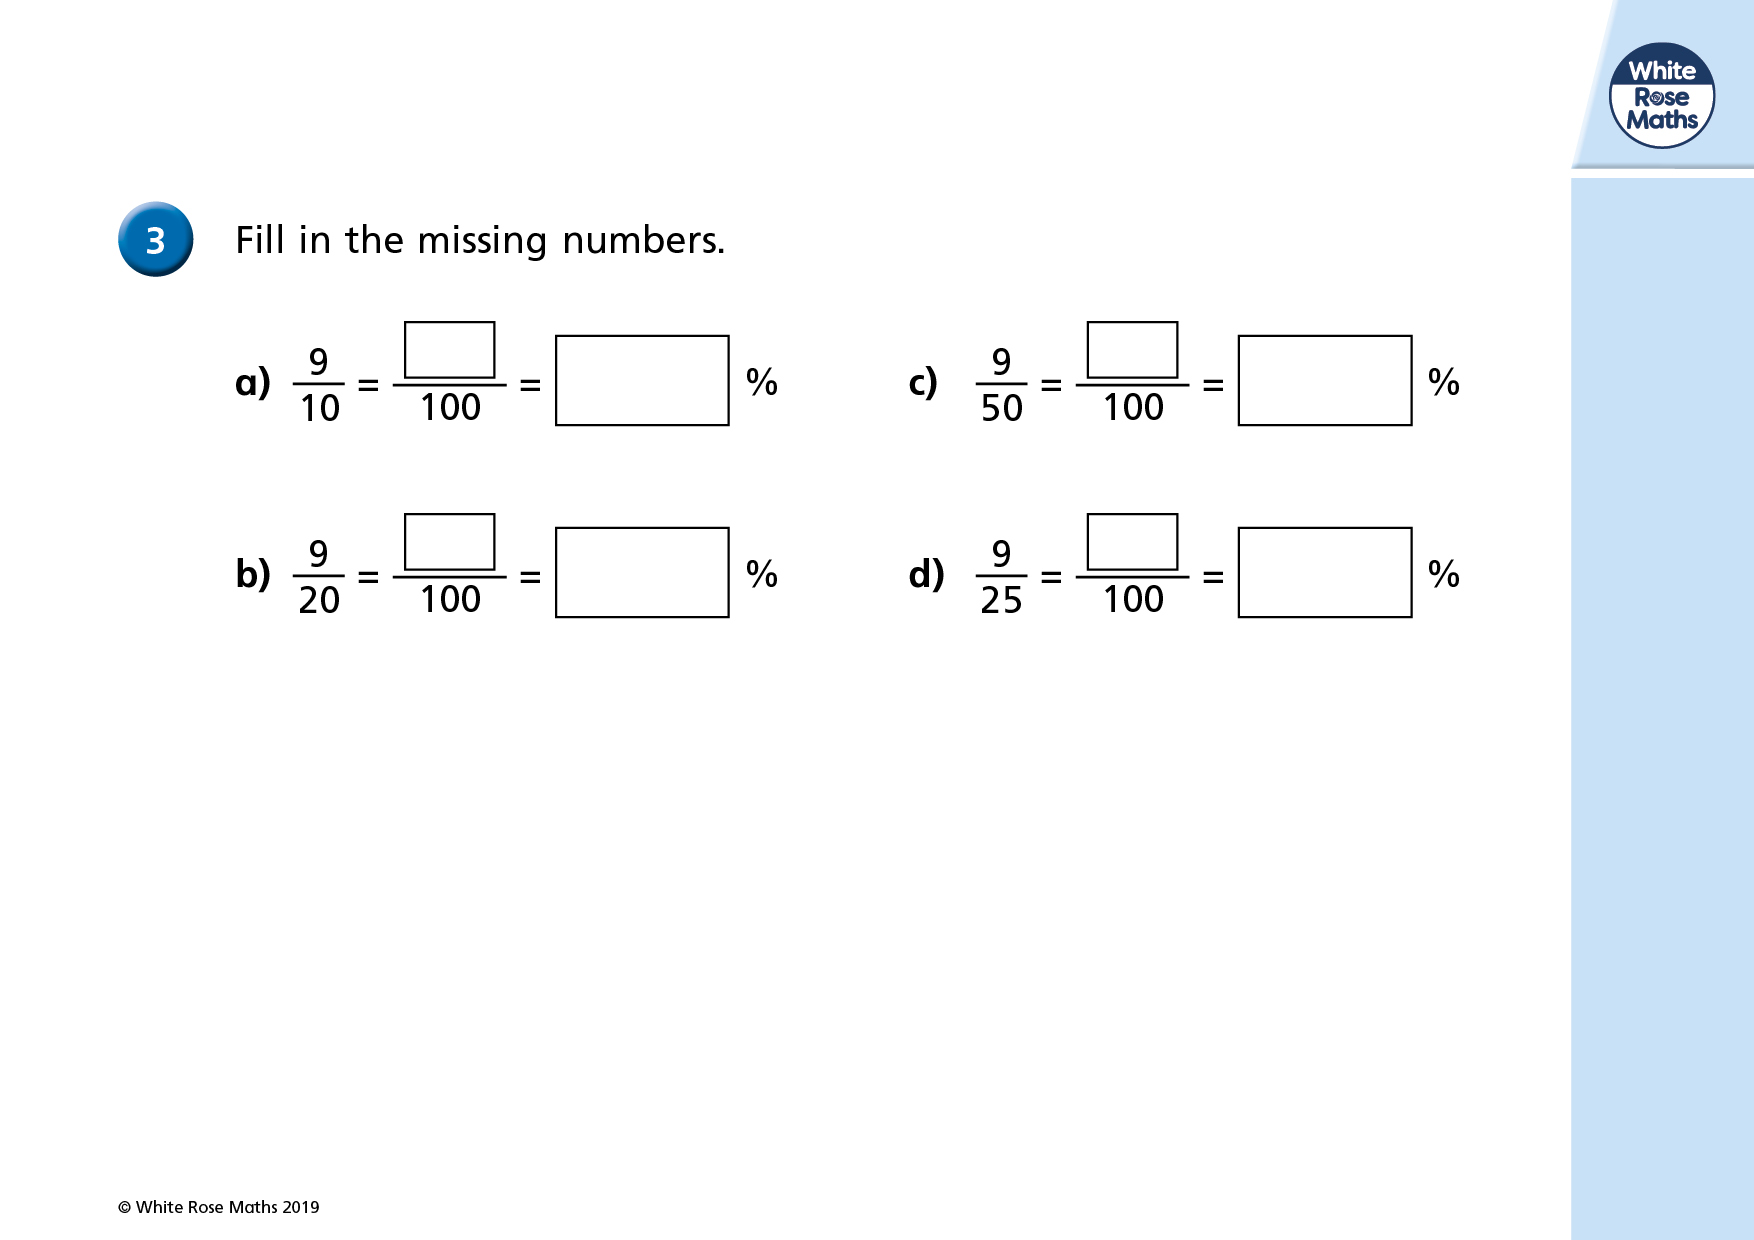 White
Rose
Maths
3 Fill in the missing numbers.
a) 9/10 = /100 = %
c) 9/50 = /100 = %
b) 9/20 = /100 = %
d) 9/25 = /100 = %
© White Rose Maths 2019